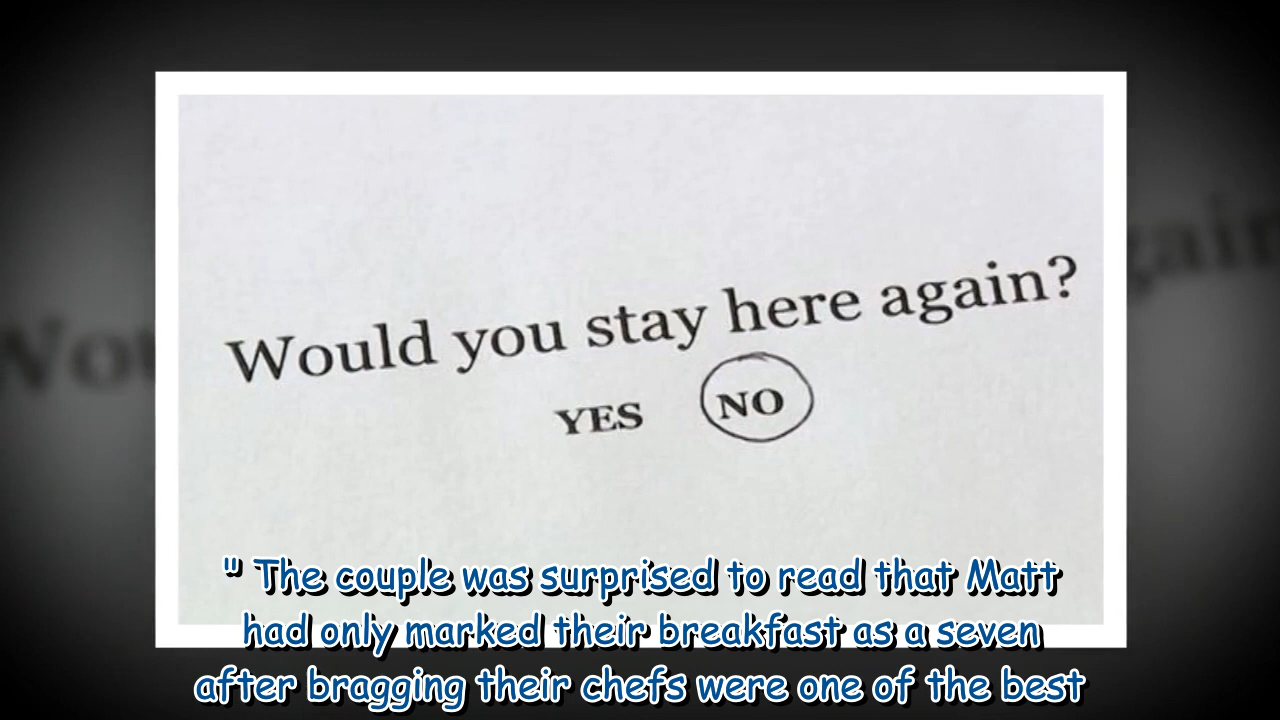 Would you stay here again?
YES NO
" The couple was surprised to read that Matt
had only marked their breakfast as a seven
after bragging their chefs were one of the best